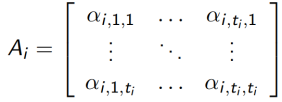 α_{i,1,1} … α_{i,t_i,1}
A_i = ⋮ ⋱ ⋮
α_{i,1,t_i} … α_{i,t_i,t_i}